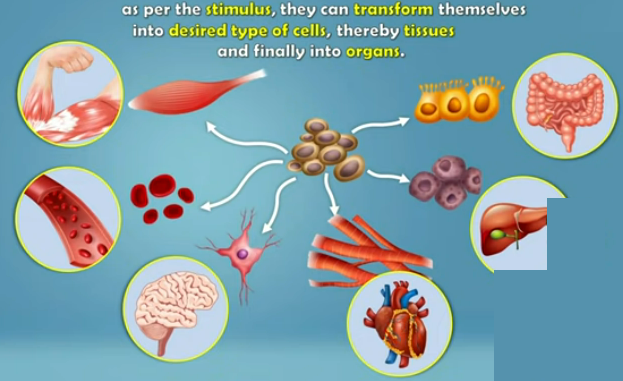 as per the stimulus, they can transform themselves
into desired type of cells, thereby tissues
and finally into organs.